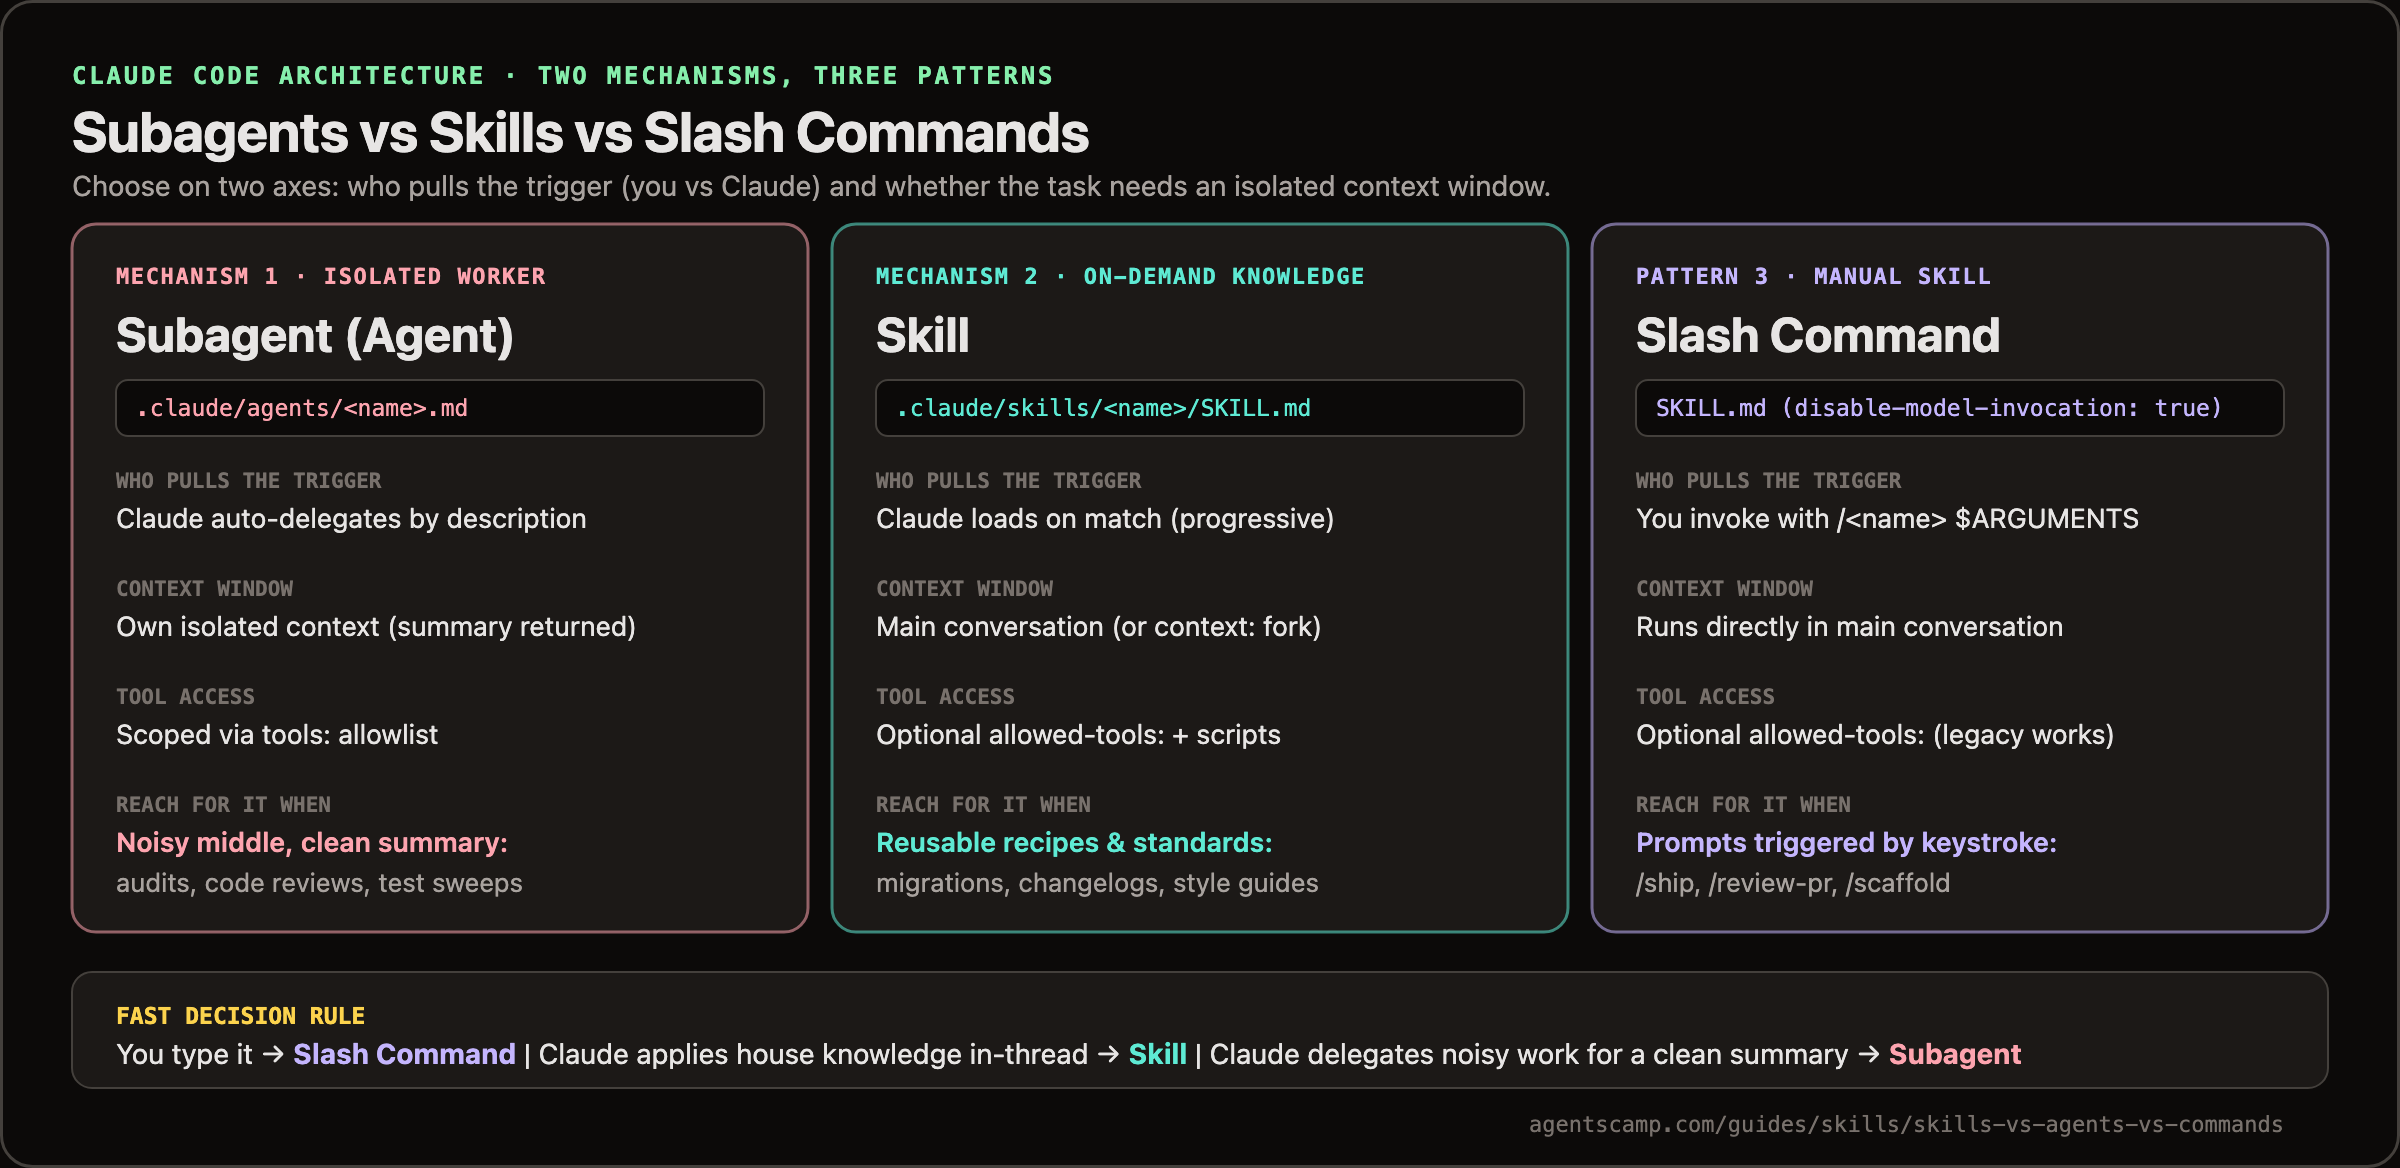 CLAUDE CODE ARCHITECTURE · TWO MECHANISMS, THREE PATTERNS
Subagents vs Skills vs Slash Commands
Choose on two axes: who pulls the trigger (you vs Claude) and whether the task needs an isolated context window.
MECHANISM 1 · ISOLATED WORKER
Subagent (Agent)
.claude/agents/<name>.md
WHO PULLS THE TRIGGER
Claude auto-delegates by description
CONTEXT WINDOW
Own isolated context (summary returned)
TOOL ACCESS
Scoped via tools: allowlist
REACH FOR IT WHEN
Noisy middle, clean summary:
audits, code reviews, test sweeps
MECHANISM 2 · ON-DEMAND KNOWLEDGE
Skill
.claude/skills/<name>/SKILL.md
WHO PULLS THE TRIGGER
Claude loads on match (progressive)
CONTEXT WINDOW
Main conversation (or context: fork)
TOOL ACCESS
Optional allowed-tools: + scripts
REACH FOR IT WHEN
Reusable recipes & standards:
migrations, changelogs, style guides
PATTERN 3 · MANUAL SKILL
Slash Command
SKILL.md (disable-model-invocation: true)
WHO PULLS THE TRIGGER
You invoke with /<name> $ARGUMENTS
CONTEXT WINDOW
Runs directly in main conversation
TOOL ACCESS
Optional allowed-tools: (legacy works)
REACH FOR IT WHEN
Prompts triggered by keystroke:
/ship, /review-pr, /scaffold
FAST DECISION RULE
You type it → Slash Command | Claude applies house knowledge in-thread → Skill | Claude delegates noisy work for a clean summary → Subagent
agentscamp.com/guides/skills/skills-vs-agents-vs-commands